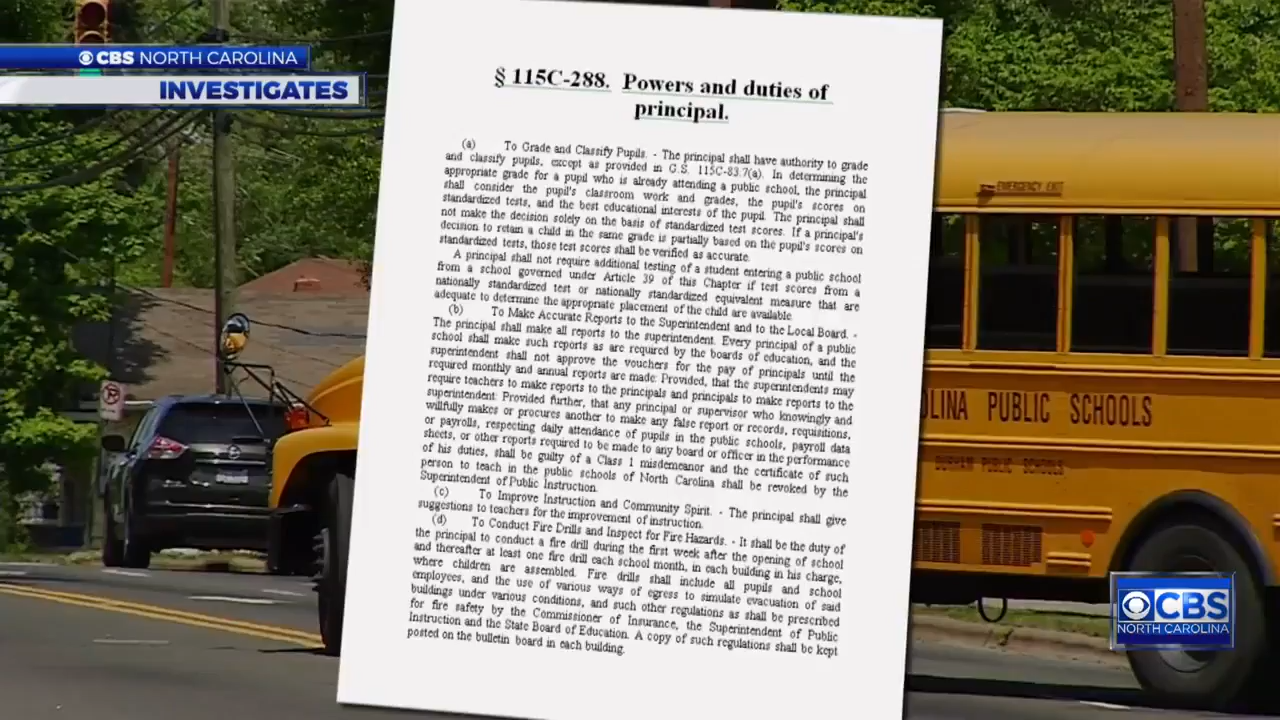 CBS NORTH CAROLINA
INVESTIGATES
§ 115C-288. Powers and duties of
principal.
(a) To Grade and Classify Pupils. - The principal shall have authority to grade
and classify pupils, except as provided in G.S. 115C-83.7(a). In determining the
appropriate grade for a pupil who is already attending a public school, the principal
shall consider the pupil's classroom work and grades, the pupil's scores on
standardized tests, and the best educational interests of the pupil. The principal shall
not make the decision solely on the basis of standardized test scores. If a principal's
decision to retain a child in the same grade is partially based on the pupil's scores on
standardized tests, those test scores shall be verified as accurate.
A principal shall not require additional testing of a student entering a public school
from a school governed under Article 39 of this Chapter if test scores from a
nationally standardized test or nationally standardized equivalent measure that are
adequate to determine the appropriate placement of the child are available.
(b) To Make Accurate Reports to the Superintendent and to the Local Board. -
The principal shall make all reports to the superintendent. Every principal of a public
school shall make such reports as are required by the boards of education, and the
superintendent shall not approve the vouchers for the pay of principals until the
required monthly and annual reports are made: Provided, that the superintendents may
require teachers to make reports to the principals and principals to make reports to the
superintendent: Provided further, that any principal or supervisor who knowingly and
willfully makes or procures another to make any false report or records, requisitions,
or payrolls, respecting daily attendance of pupils in the public schools, payroll data
sheets, or other reports required to be made to any board or officer in the performance
of his duties, shall be guilty of a Class 1 misdemeanor and the certificate of such
person to teach in the public schools of North Carolina shall be revoked by the
Superintendent of Public Instruction.
(c) To Improve Instruction and Community Spirit. - The principal shall give
suggestions to teachers for the improvement of instruction.
(d) To Conduct Fire Drills and Inspect for Fire Hazards. - It shall be the duty of
the principal to conduct a fire drill during the first week after the opening of school
and thereafter at least one fire drill each school month, in each building in his charge,
where children are assembled. Fire drills shall include all pupils and school
employees, and the use of various ways of egress to simulate evacuation of said
buildings under various conditions, and such other regulations as shall be prescribed
for fire safety by the Commissioner of Insurance, the Superintendent of Public
Instruction and the State Board of Education. A copy of such regulations shall be kept
posted on the bulletin board in each building.
EMERGENCY EXIT
OLINA PUBLIC SCHOOLS
DURHAM PUBLIC SCHOOLS
CBS
NORTH CAROLINA